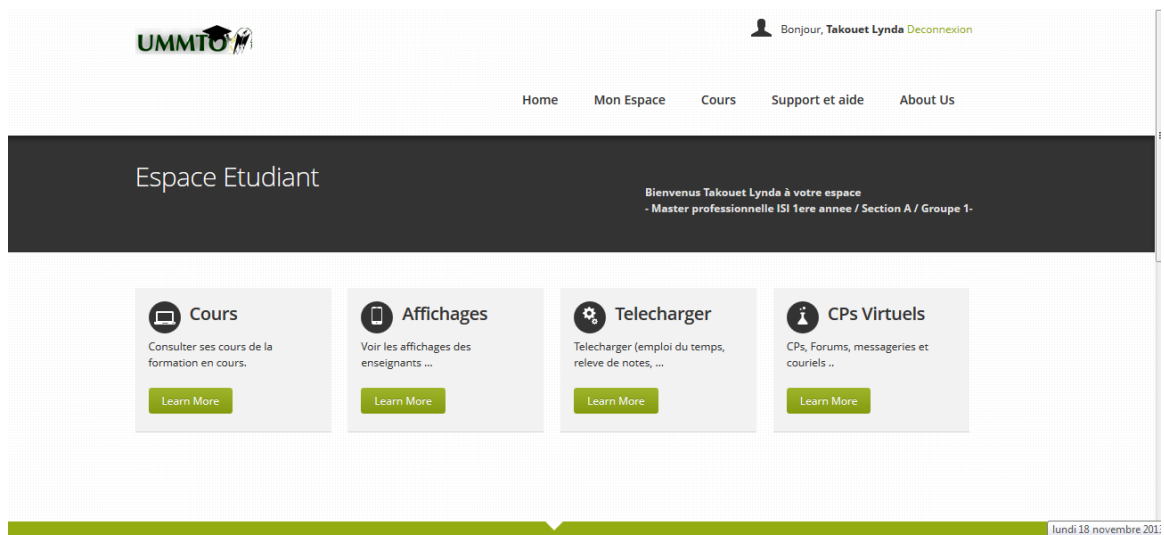 UMMTO
Bonjour, Takouet Lynda Deconnexion
Home Mon Espace Cours Support et aide About Us
Espace Etudiant
Bienvenus Takouet Lynda à votre espace
- Master professionnelle ISI 1ere annee / Section A / Groupe 1-
Cours
Consulter ses cours de la
formation en cours.
Learn More
Affichages
Voir les affichages des
enseignants ...
Learn More
Telecharger
Telecharger (emploi du temps,
releve de notes, ...
Learn More
CPs Virtuels
CPs, Forums, messageries et
couriels ..
Learn More
lundi 18 novembre 2013